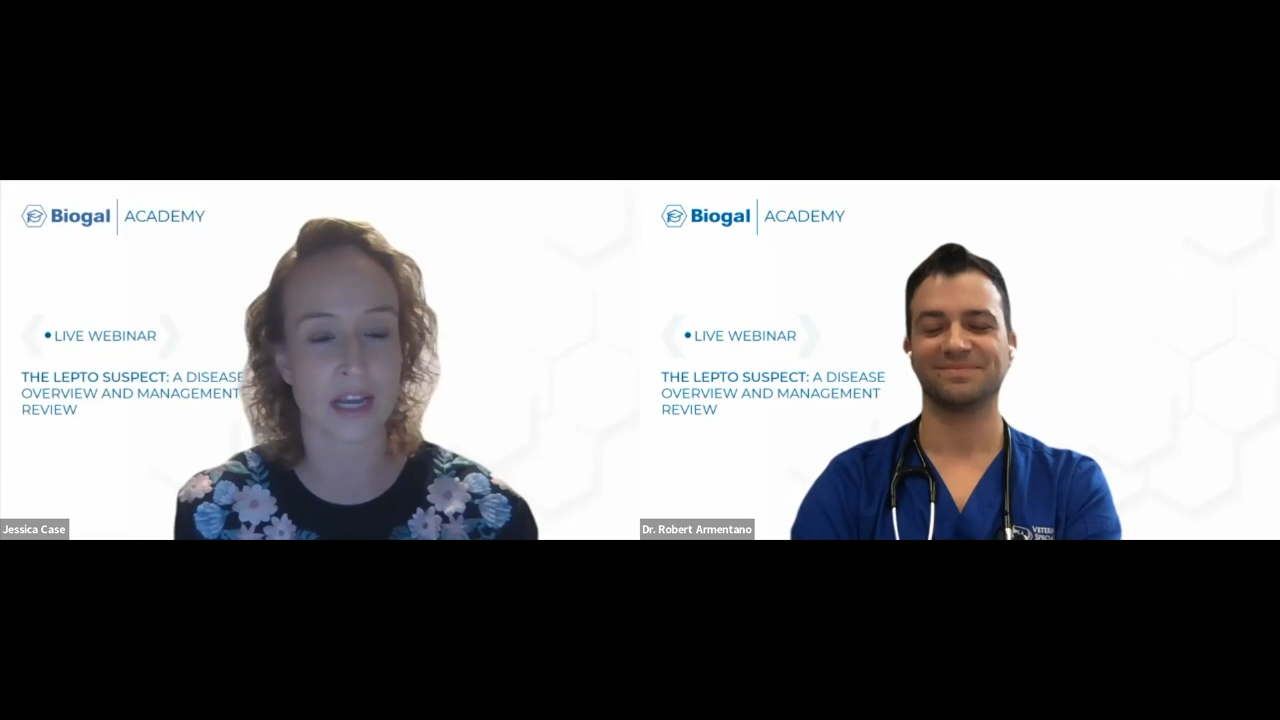 Biogal ACADEMY
LIVE WEBINAR
THE LEPTO SUSPECT: A DISEASE
OVERVIEW AND MANAGEMENT
REVIEW
Jessica Case
Biogal ACADEMY
LIVE WEBINAR
THE LEPTO SUSPECT: A DISEASE
OVERVIEW AND MANAGEMENT
REVIEW
Dr. Robert Armentano